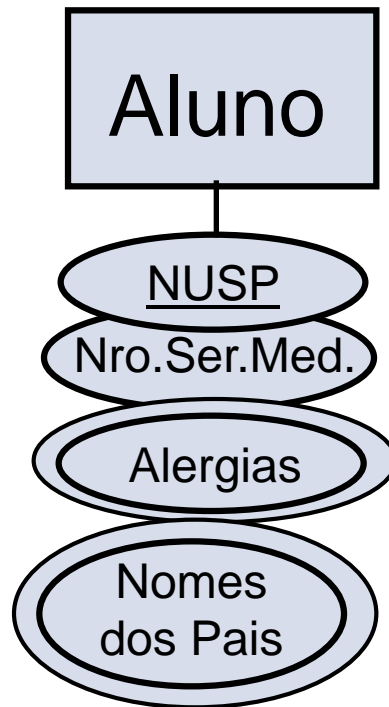 Aluno
NUSP
Nro.Ser.Med.
Alergias
Nomes
dos Pais